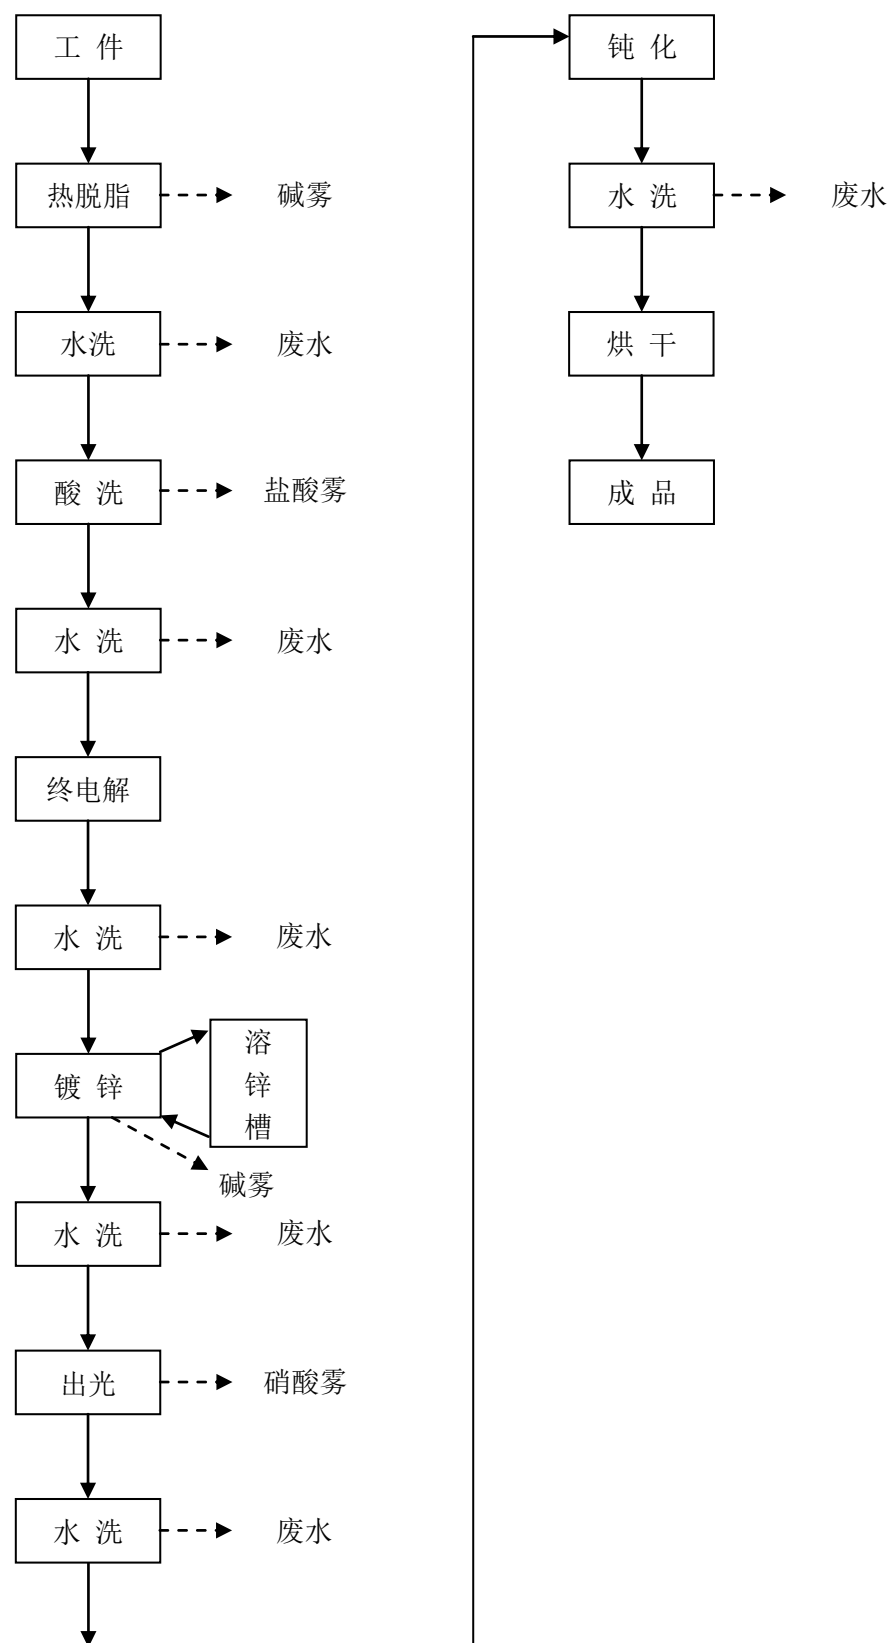 工 件
热脱脂
碱雾
水洗
废水
酸 洗
盐酸雾
水 洗
废水
终电解
水 洗
废水
镀 锌
溶
锌
槽
碱雾
水 洗
废水
出光
硝酸雾
水 洗
废水
钝 化
水 洗
废水
烘 干
成 品